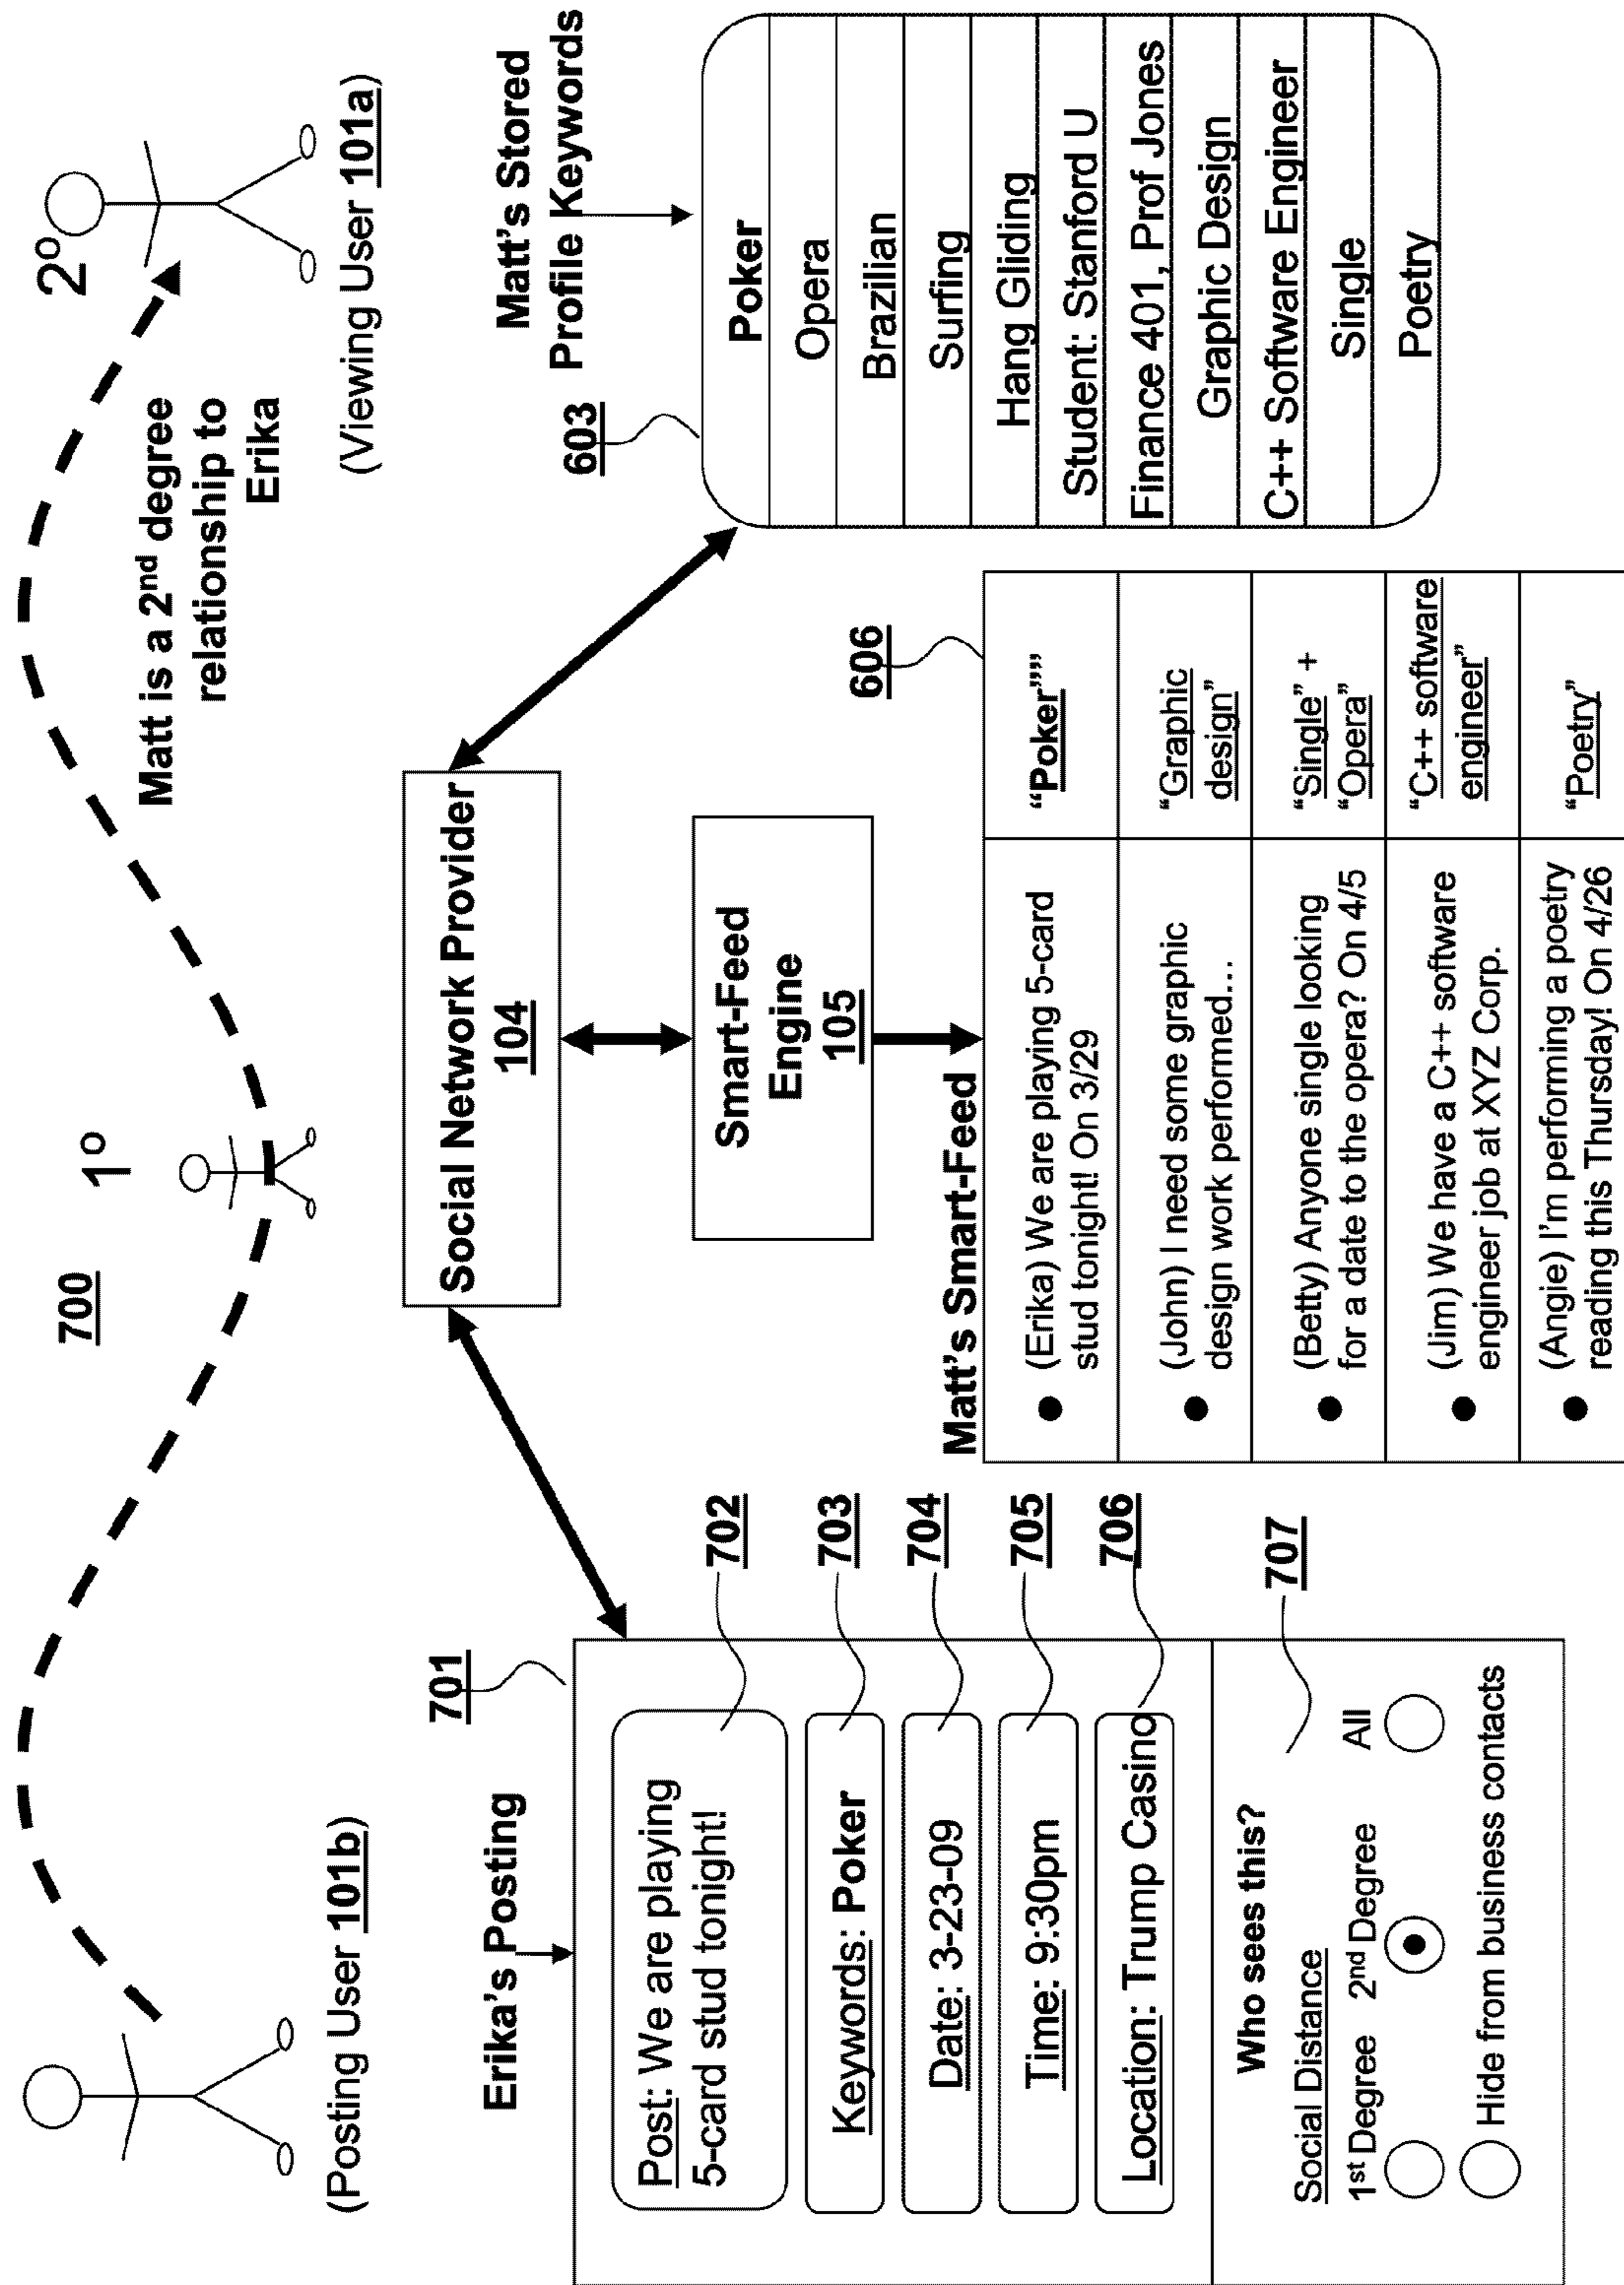 700
1°
2°
Matt is a 2nd degree
relationship to
Erika
(Posting User 101b)
(Viewing User 101a)
Erika's Posting
701
Post: We are playing
5-card stud tonight!
702
Keywords: Poker
703
Date: 3-23-09
704
Time: 9:30pm
705
Location: Trump Casino
706
Who sees this?
707
Social Distance
1st Degree 2nd Degree All
Hide from business contacts
Social Network Provider
104
Smart-Feed
Engine
105
Matt's Smart-Feed
606
● (Erika) We are playing 5-card
stud tonight! On 3/29
“Poker””
● (John) I need some graphic
design work performed...
“Graphic
design”
● (Betty) Anyone single looking
for a date to the opera? On 4/5
“Single” +
“Opera”
● (Jim) We have a C++ software
engineer job at XYZ Corp.
“C++ software
engineer”
● (Angie) I'm performing a poetry
reading this Thursday! On 4/26
“Poetry”
Matt's Stored
Profile Keywords
603
Poker
Opera
Brazilian
Surfing
Hang Gliding
Student: Stanford U
Finance 401, Prof Jones
Graphic Design
C++ Software Engineer
Single
Poetry